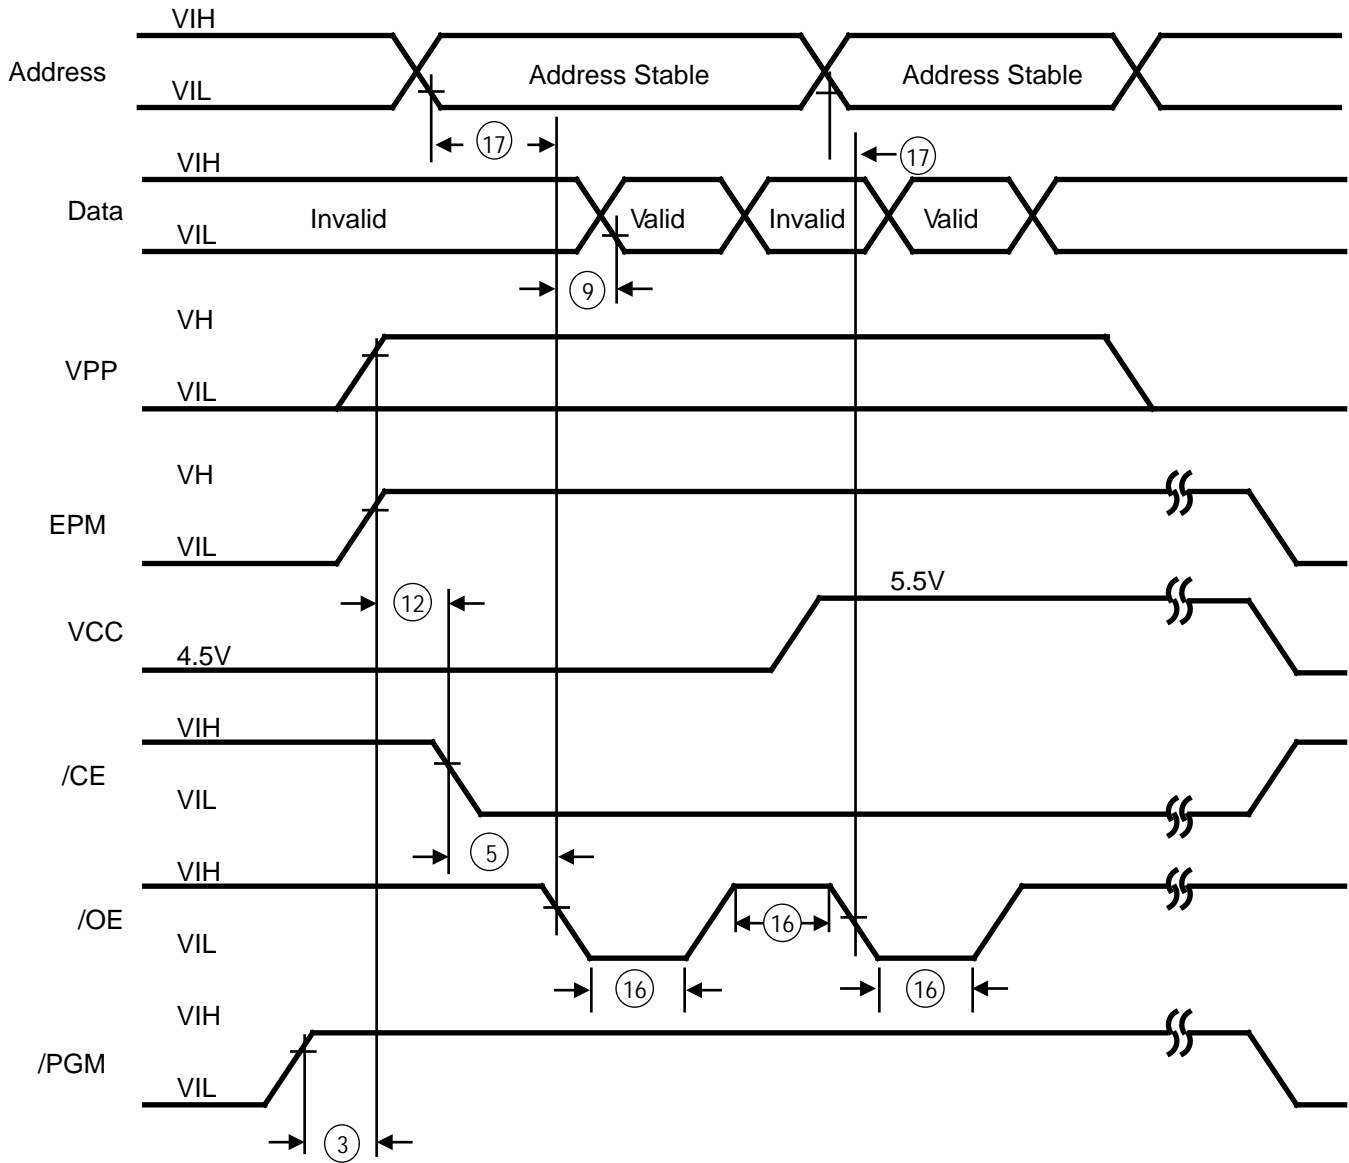 VIH
Address
Address Stable
Address Stable
VIL
17
17
VIH
Data
Invalid
Valid
Invalid
Valid
VIL
9
VH
VPP
VIL
VH
EPM
VIL
12
5.5V
VCC
4.5V
VIH
/CE
VIL
5
VIH
/OE
16
VIL
16
16
VIH
/PGM
VIL
3